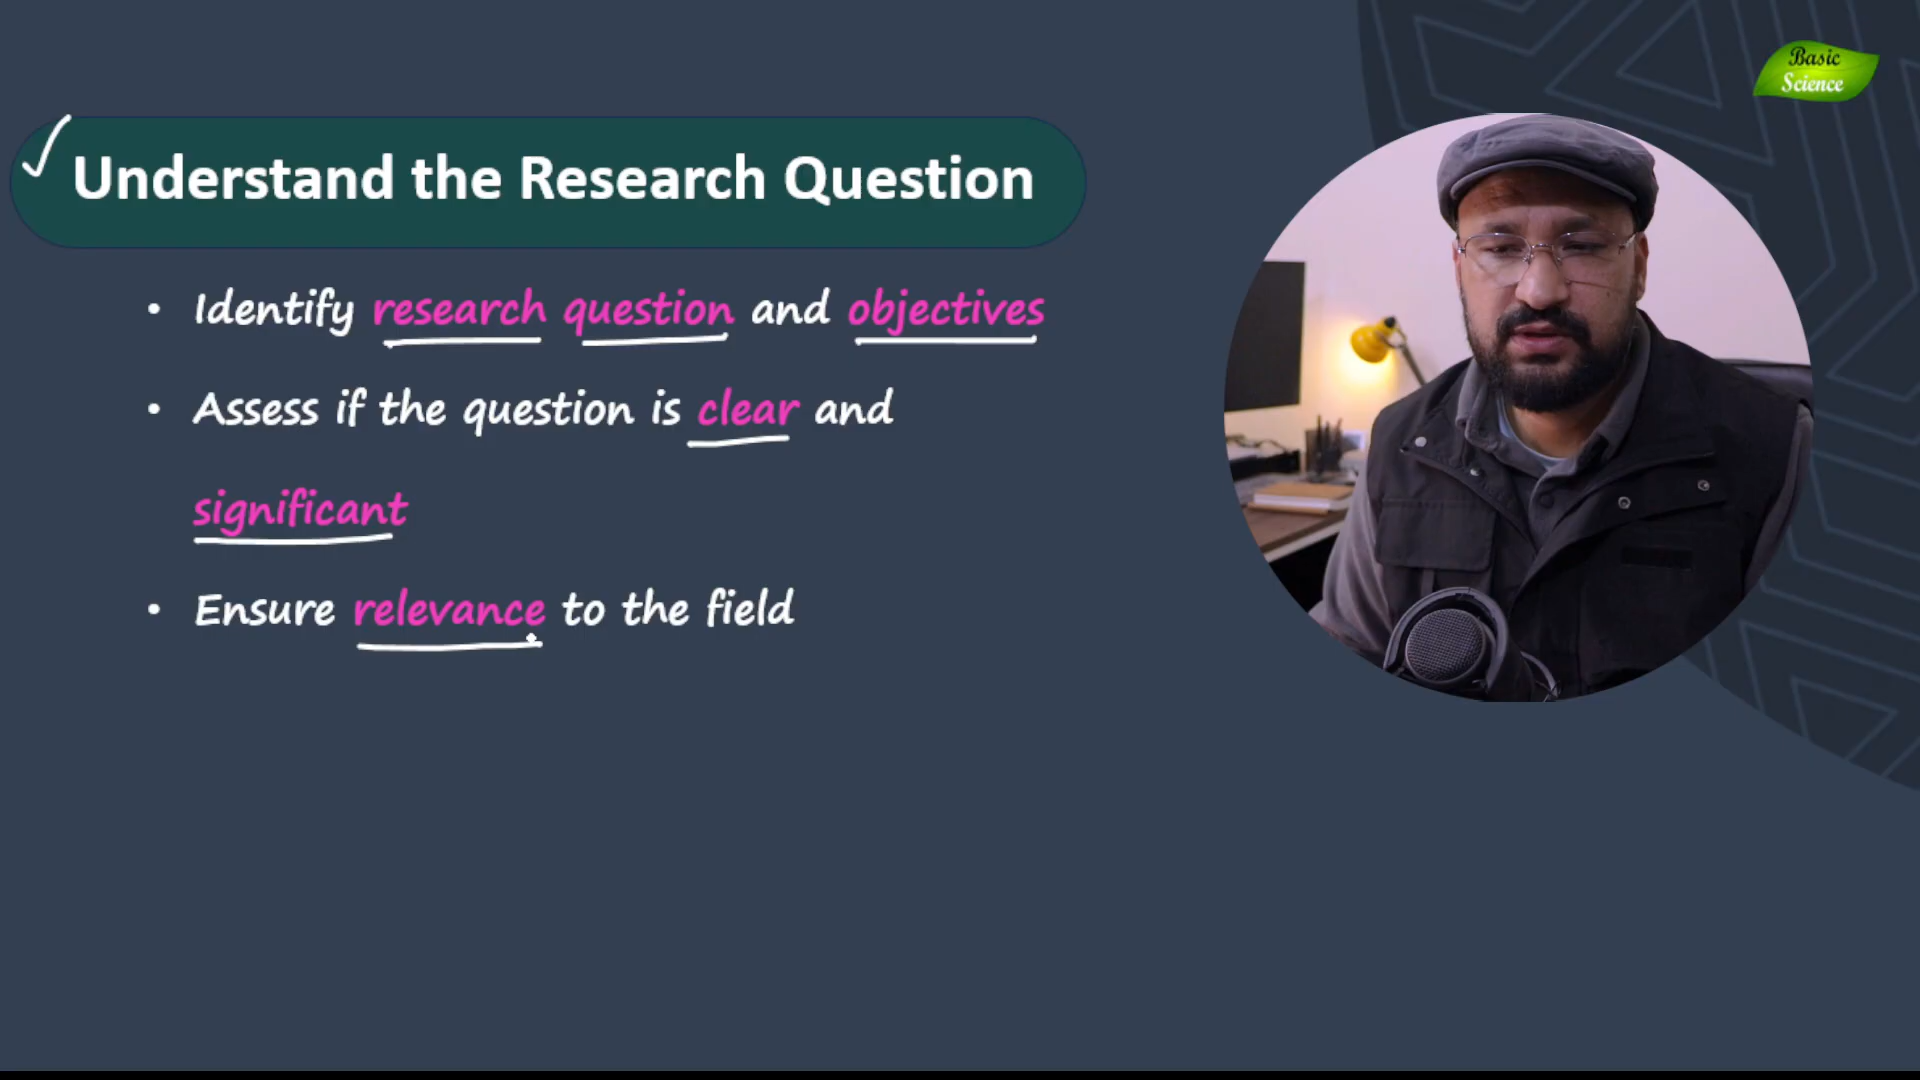 Basic
Science
Understand the Research Question
• Identify research question and objectives
• Assess if the question is clear and
significant
• Ensure relevance to the field